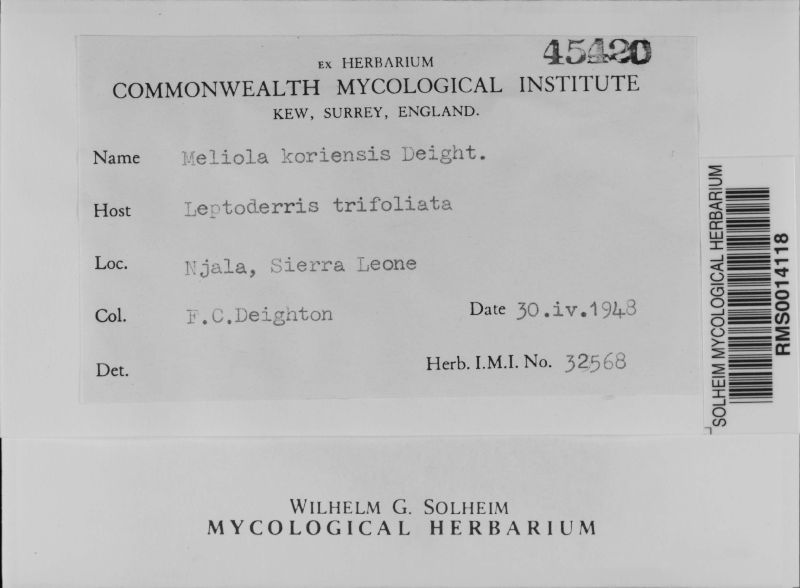 45420
EX HERBARIUM
COMMONWEALTH MYCOLOGICAL INSTITUTE
KEW, SURREY, ENGLAND.
Name Meliola koriensis Deight.
Host Leptoderris trifoliata
Loc. Njala, Sierra Leone
Col. F.C.Deighton Date 30.iv.1948
Det. Herb. I.M.I. No. 32568
SOLHEIM MYCOLOGICAL HERBARIUM
RMS0014118
WILHELM G. SOLHEIM
MYCOLOGICAL HERBARIUM